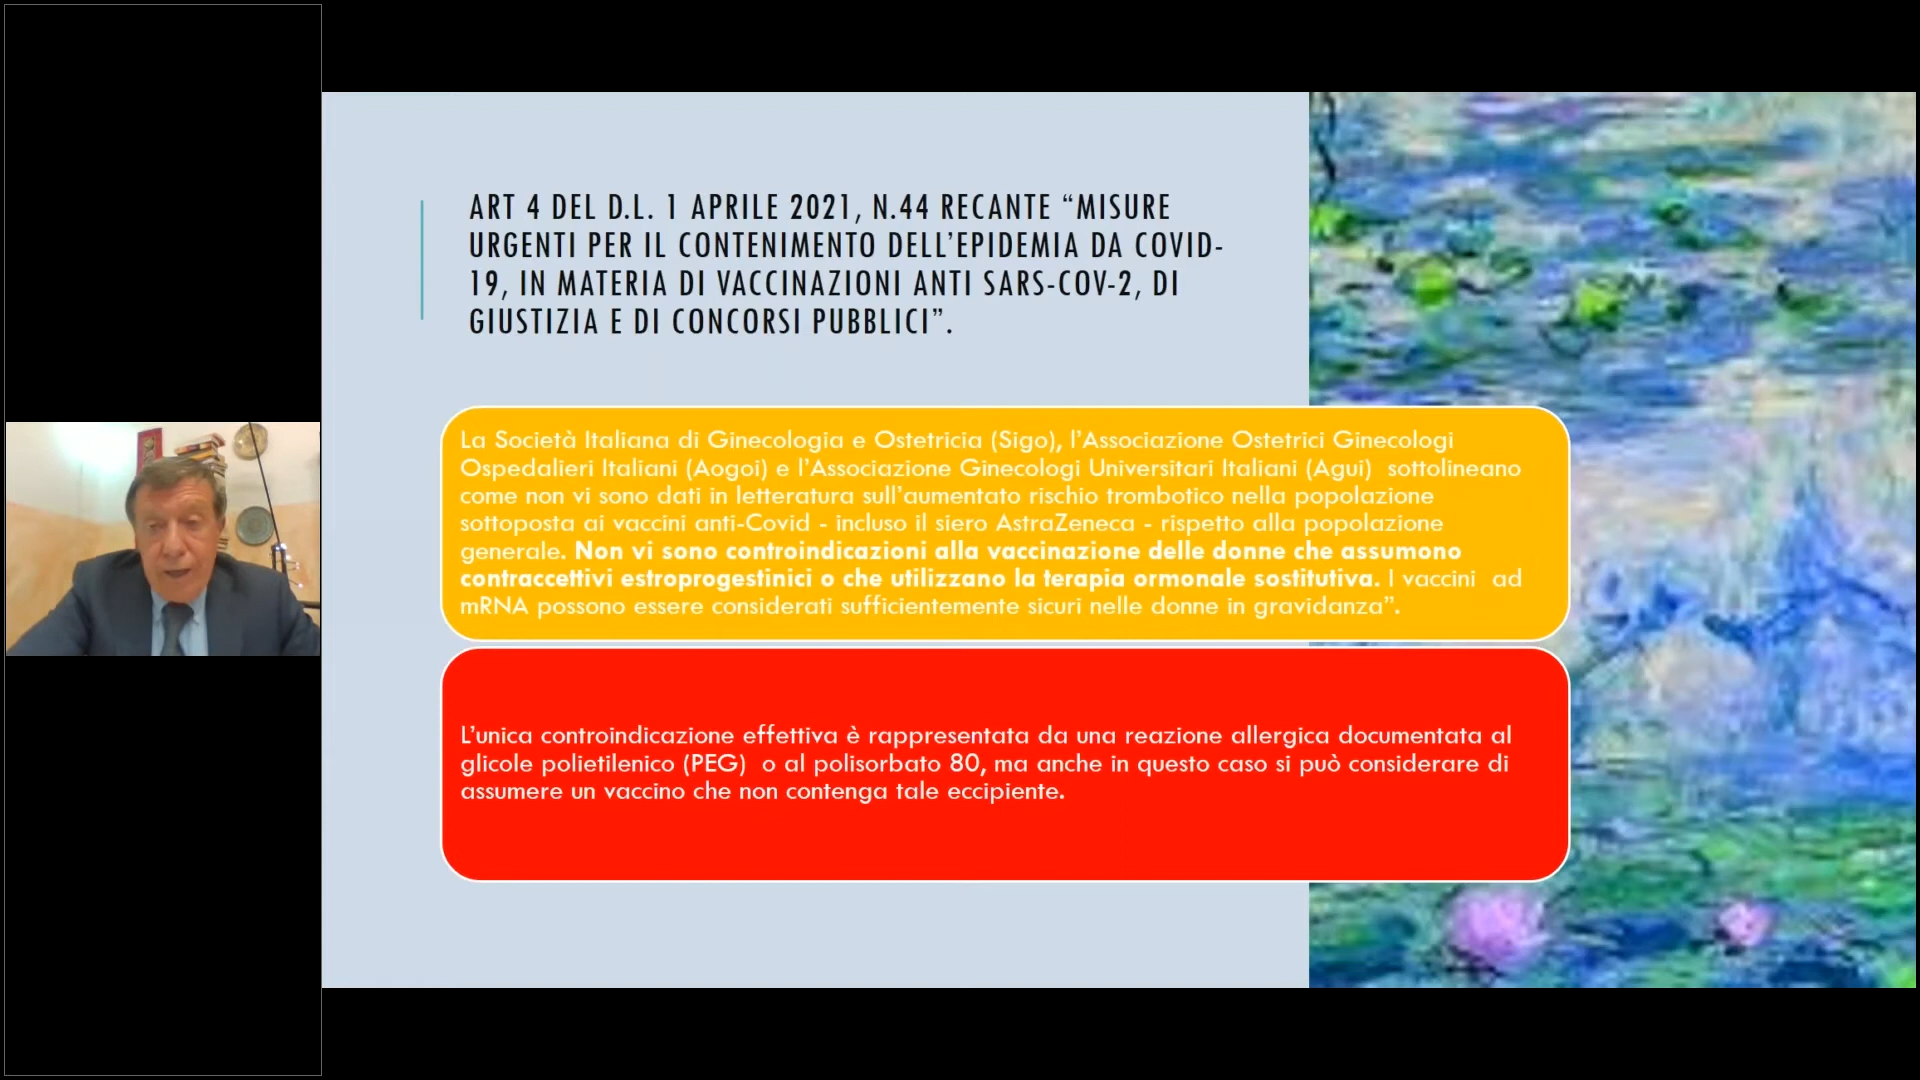 ART 4 DEL D.L. 1 APRILE 2021, N.44 RECANTE “MISURE
URGENTI PER IL CONTENIMENTO DELL’EPIDEMIA DA COVID-
19, IN MATERIA DI VACCINAZIONI ANTI SARS-COV-2, DI
GIUSTIZIA E DI CONCORSI PUBBLICI”.
La Società Italiana di Ginecologia e Ostetricia (Sigo), l’Associazione Ostetrici Ginecologi
Ospedalieri Italiani (Aogoi) e l’Associazione Ginecologi Universitari Italiani (Agui) sottolineano
come non vi sono dati in letteratura sull’aumentato rischio trombotico nella popolazione
sottoposta ai vaccini anti-Covid - incluso il siero AstraZeneca - rispetto alla popolazione
generale. Non vi sono controindicazioni alla vaccinazione delle donne che assumono
contraccettivi estroprogestinici o che utilizzano la terapia ormonale sostitutiva. I vaccini ad
mRNA possono essere considerati sufficientemente sicuri nelle donne in gravidanza”.
L’unica controindicazione effettiva è rappresentata da una reazione allergica documentata al
glicole polietilenico (PEG) o al polisorbato 80, ma anche in questo caso si può considerare di
assumere un vaccino che non contenga tale eccipiente.